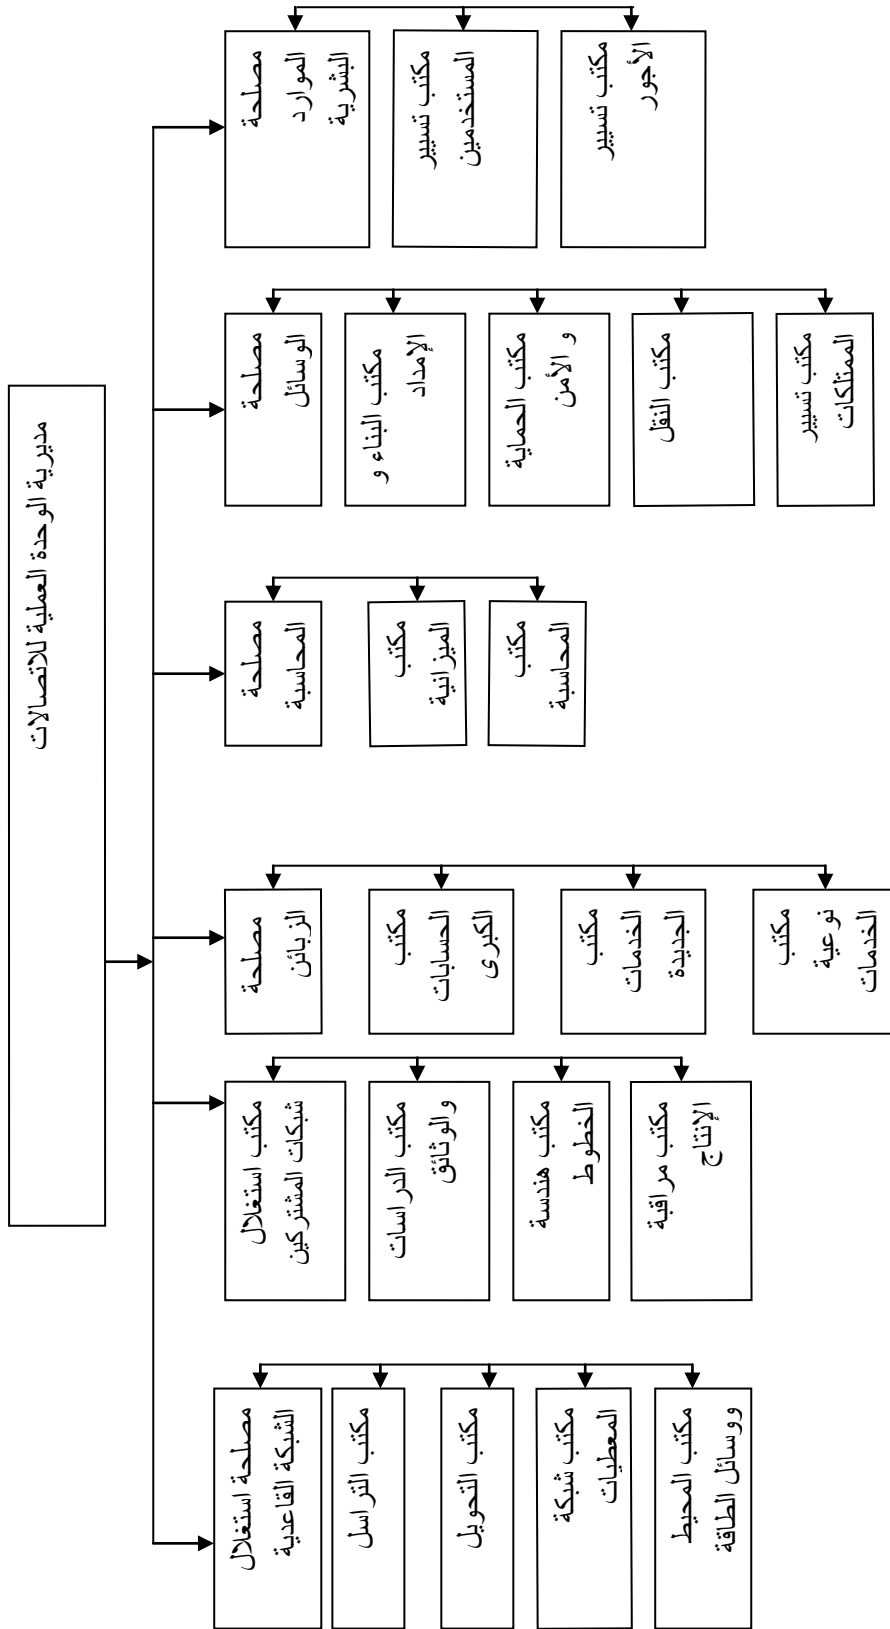 مديرية الوحدة العملية للاتصالات
مصلحة
الموارد
البشرية
مكتب تسيير
المستخدمين
مكتب تسيير
الأجور
مصلحة
الوسائل
مكتب البناء و
الإمداد
مكتب الحماية
و الأمن
مكتب النقل
مكتب تسيير
الممتلكات
مصلحة
المحاسبة
مكتب
الميزانية
مكتب
المحاسبة
مصلحة
الزبائن
مكتب
الحسابات
الكبرى
مكتب
الخدمات
الجديدة
مكتب
نوعية
الخدمات
مكتب استغلال
شبكات المشتركين
مكتب الدراسات
والوثائق
مكتب هندسة
الخطوط
مكتب مراقبة
الإنتاج
مصلحة استغلال
الشبكة القاعدية
مكتب التراسل
مكتب التحويل
مكتب شبكة
المعطيات
مكتب المحيط
ووسائل الطاقة